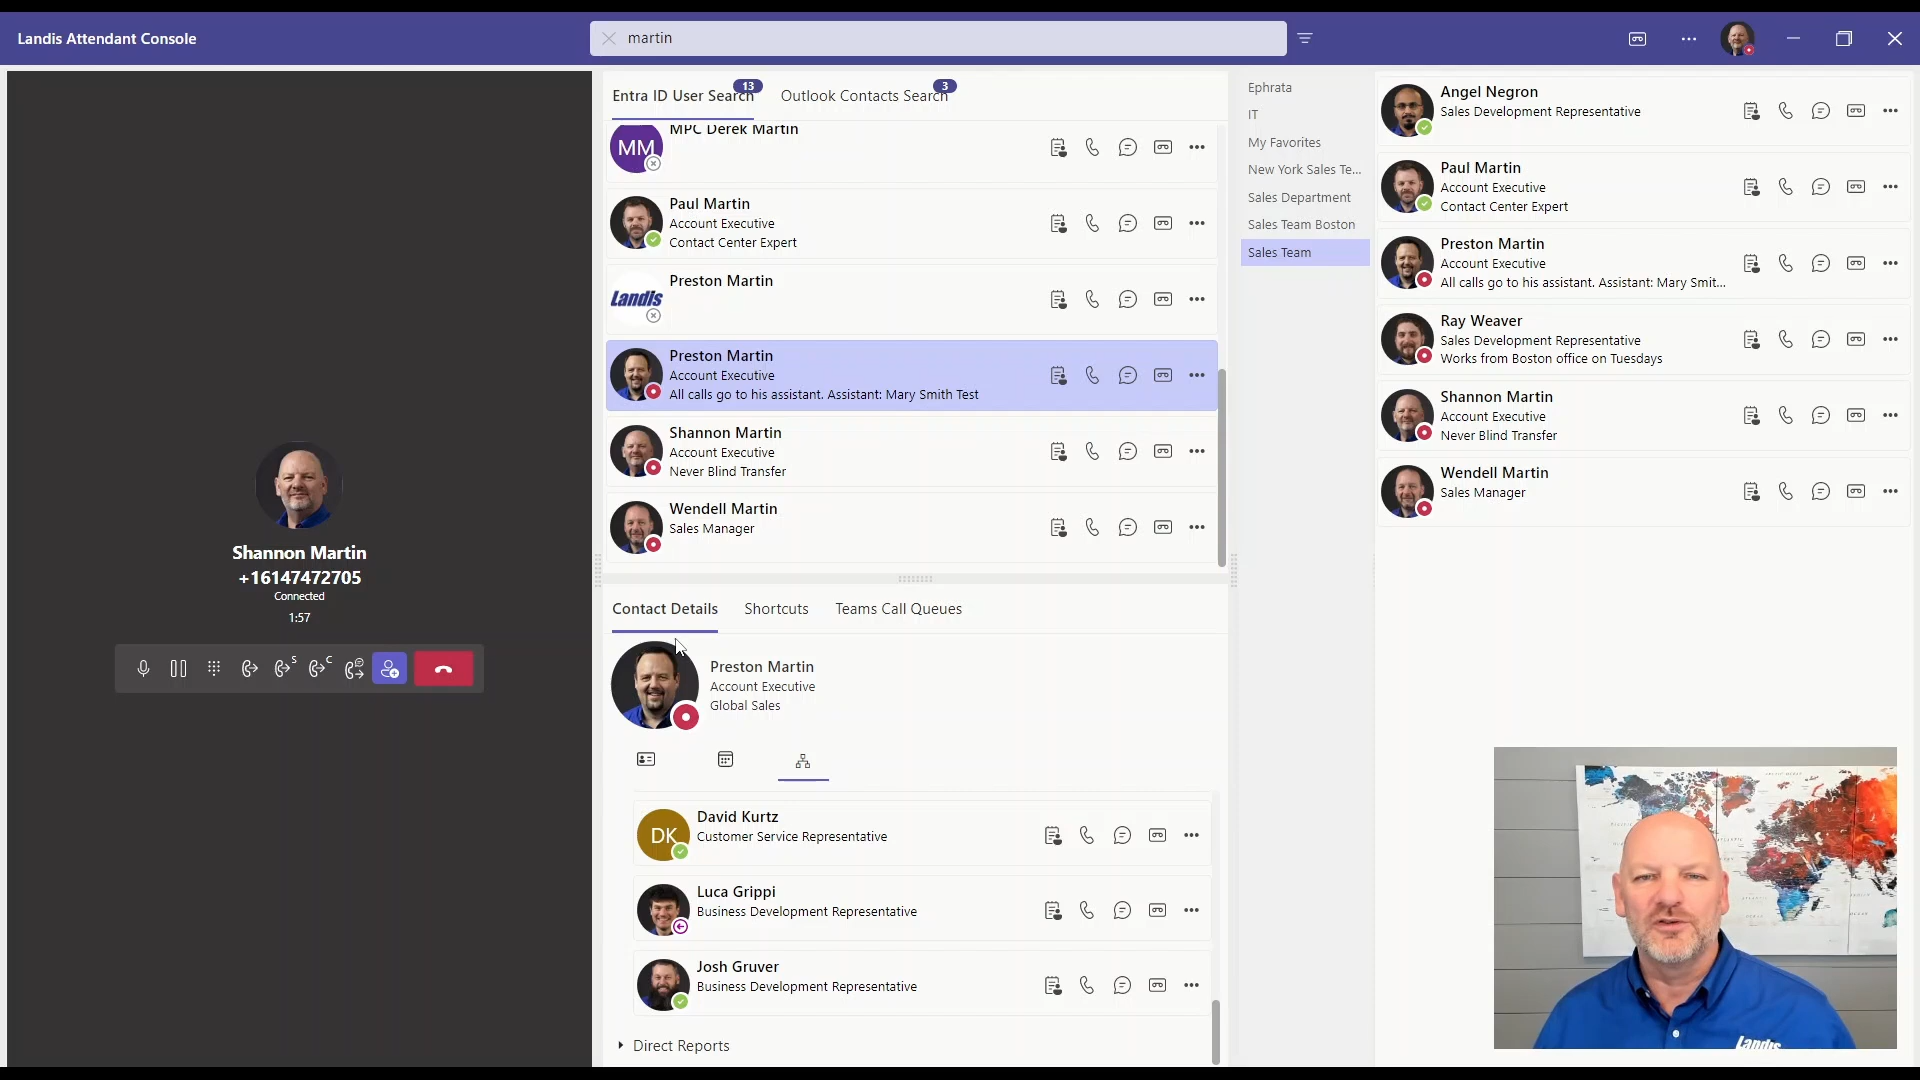 Landis Attendant Console
martin
Entra ID User Search
13
Outlook Contacts Search
3
MPC Derek Martin
MM
Paul Martin
Account Executive
Contact Center Expert
Preston Martin
Landis
Preston Martin
Account Executive
All calls go to his assistant. Assistant: Mary Smith Test
Shannon Martin
Account Executive
Never Blind Transfer
Wendell Martin
Sales Manager
Shannon Martin
+16147472705
Connected
1:57
S
C
Contact Details
Shortcuts
Teams Call Queues
Preston Martin
Account Executive
Global Sales
DK
David Kurtz
Customer Service Representative
Luca Grippi
Business Development Representative
Josh Gruver
Business Development Representative
Direct Reports
Ephrata
IT
My Favorites
New York Sales Te...
Sales Department
Sales Team Boston
Sales Team
Angel Negron
Sales Development Representative
Paul Martin
Account Executive
Contact Center Expert
Preston Martin
Account Executive
All calls go to his assistant. Assistant: Mary Smit...
Ray Weaver
Sales Development Representative
Works from Boston office on Tuesdays
Shannon Martin
Account Executive
Never Blind Transfer
Wendell Martin
Sales Manager
Landis